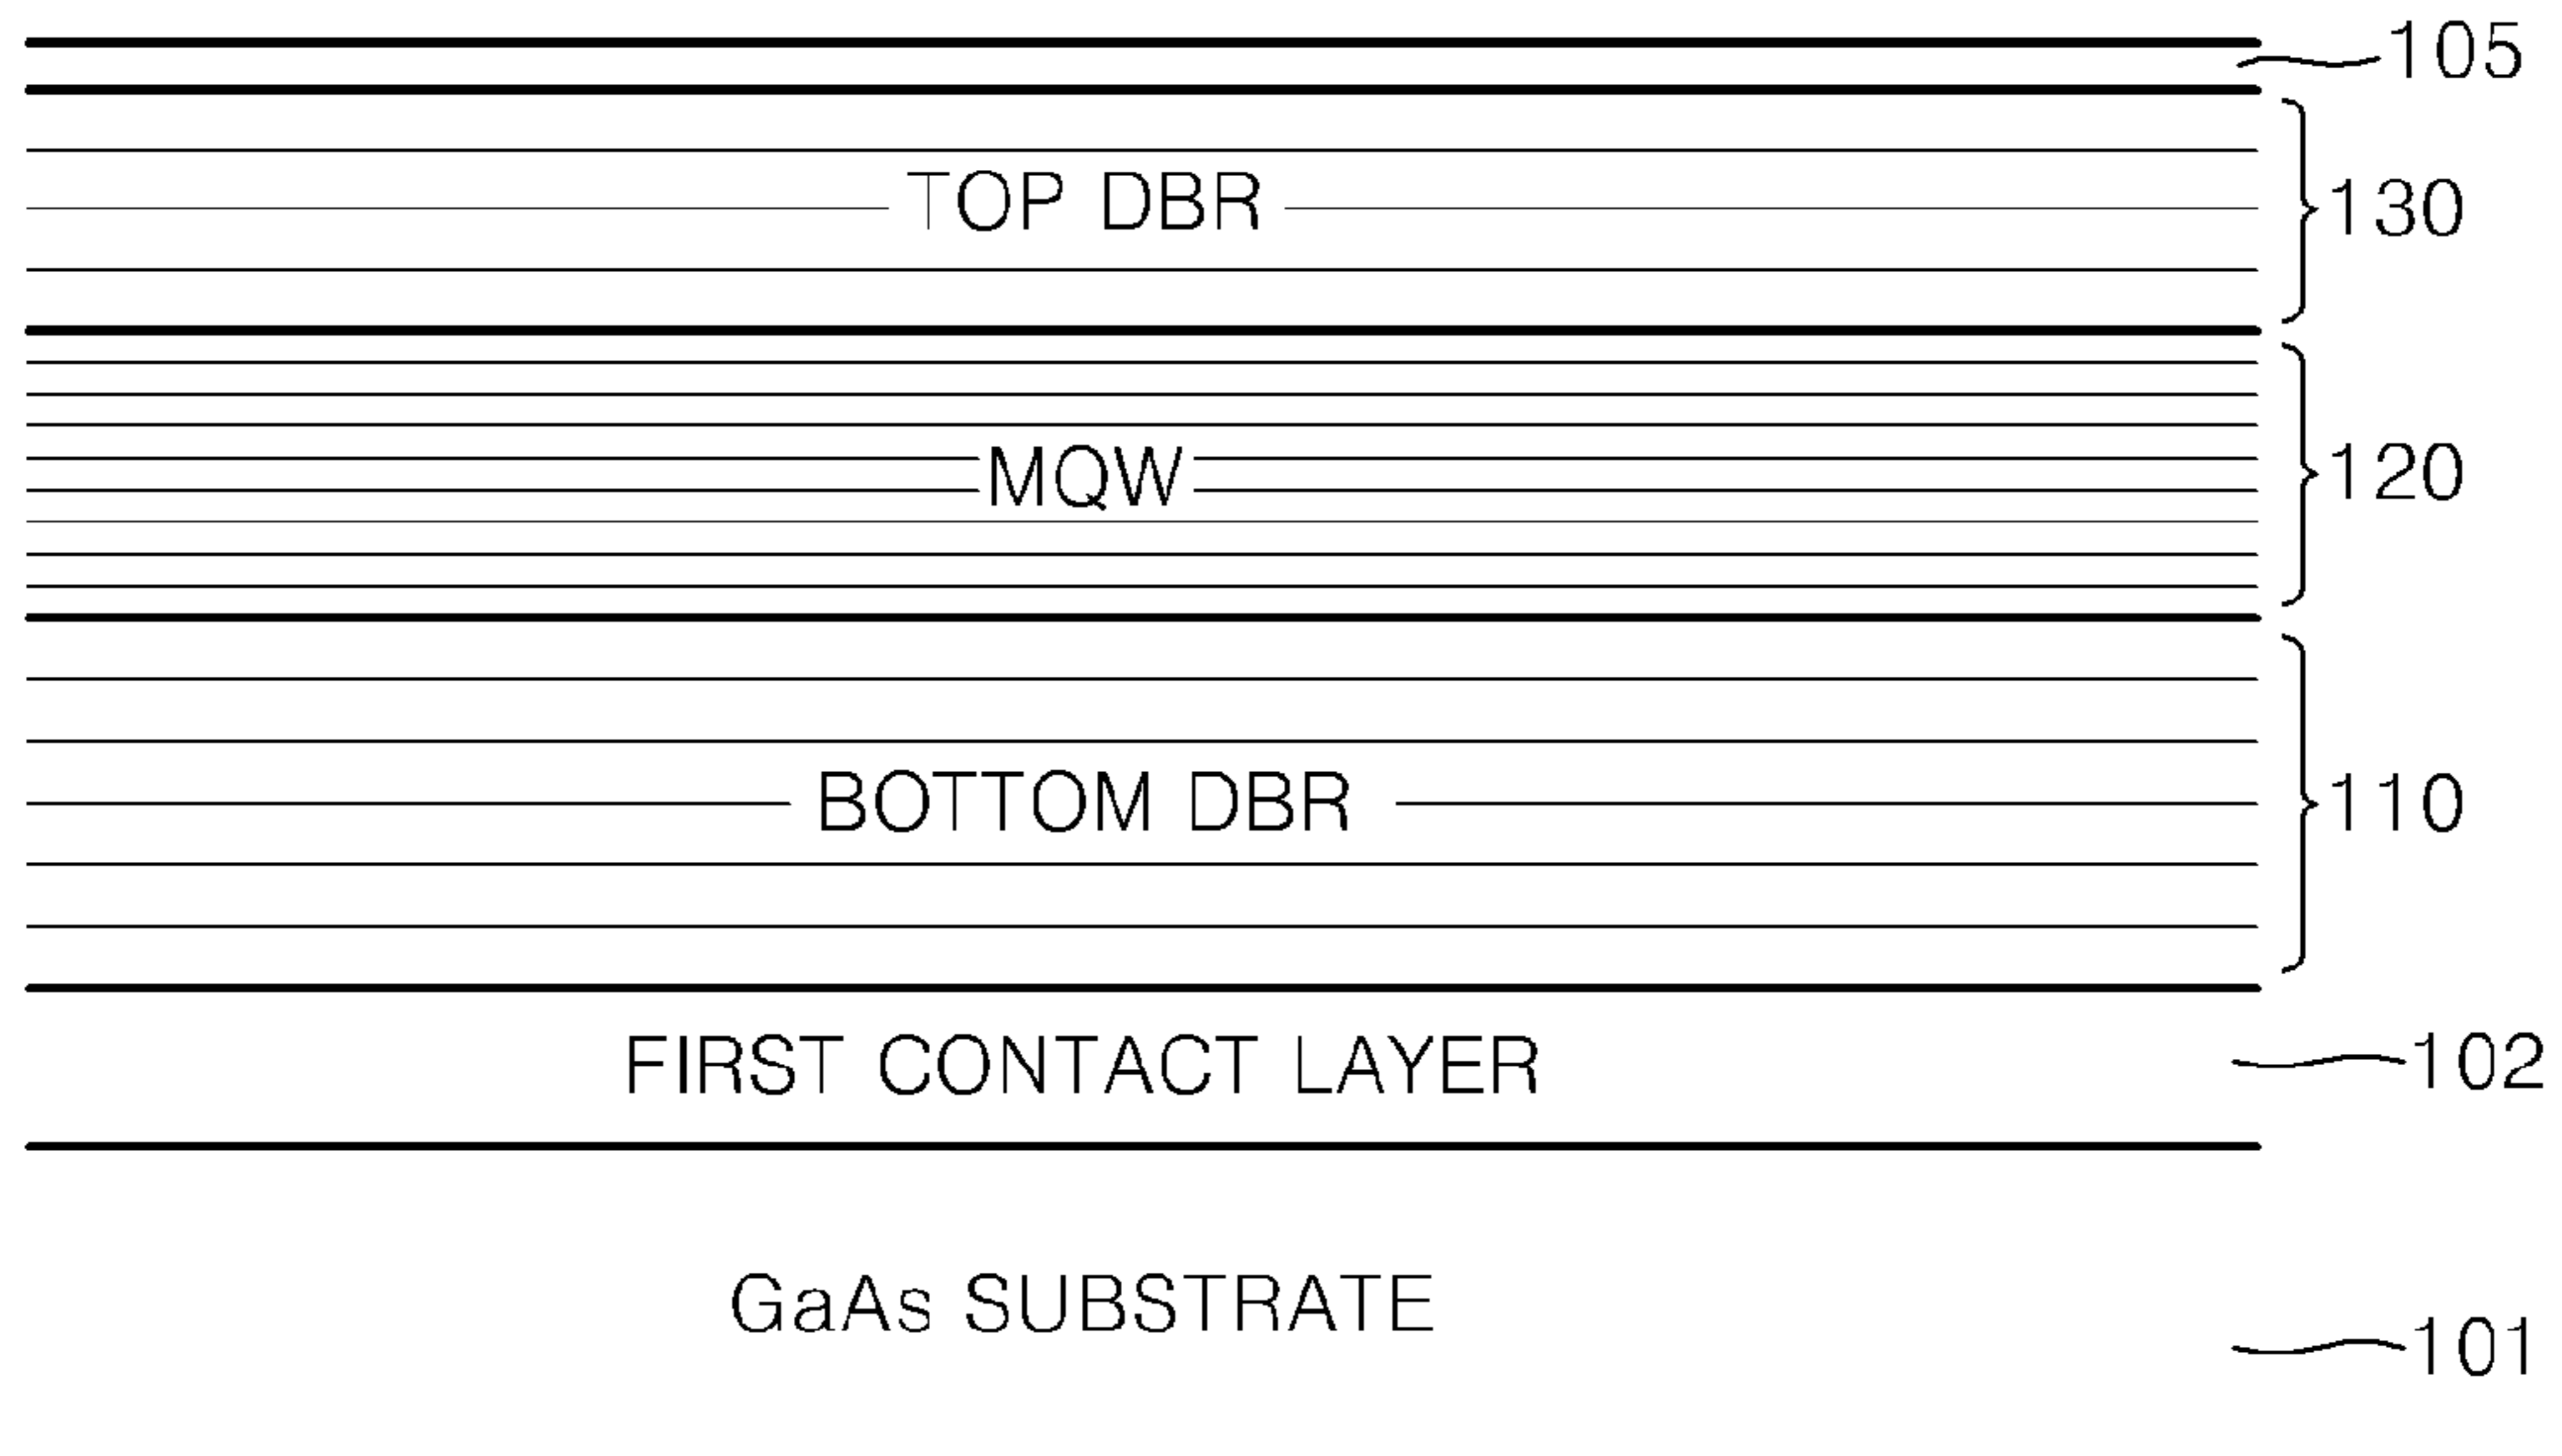 105
TOP DBR 130
MQW 120
BOTTOM DBR 110
FIRST CONTACT LAYER 102
GaAs SUBSTRATE
101